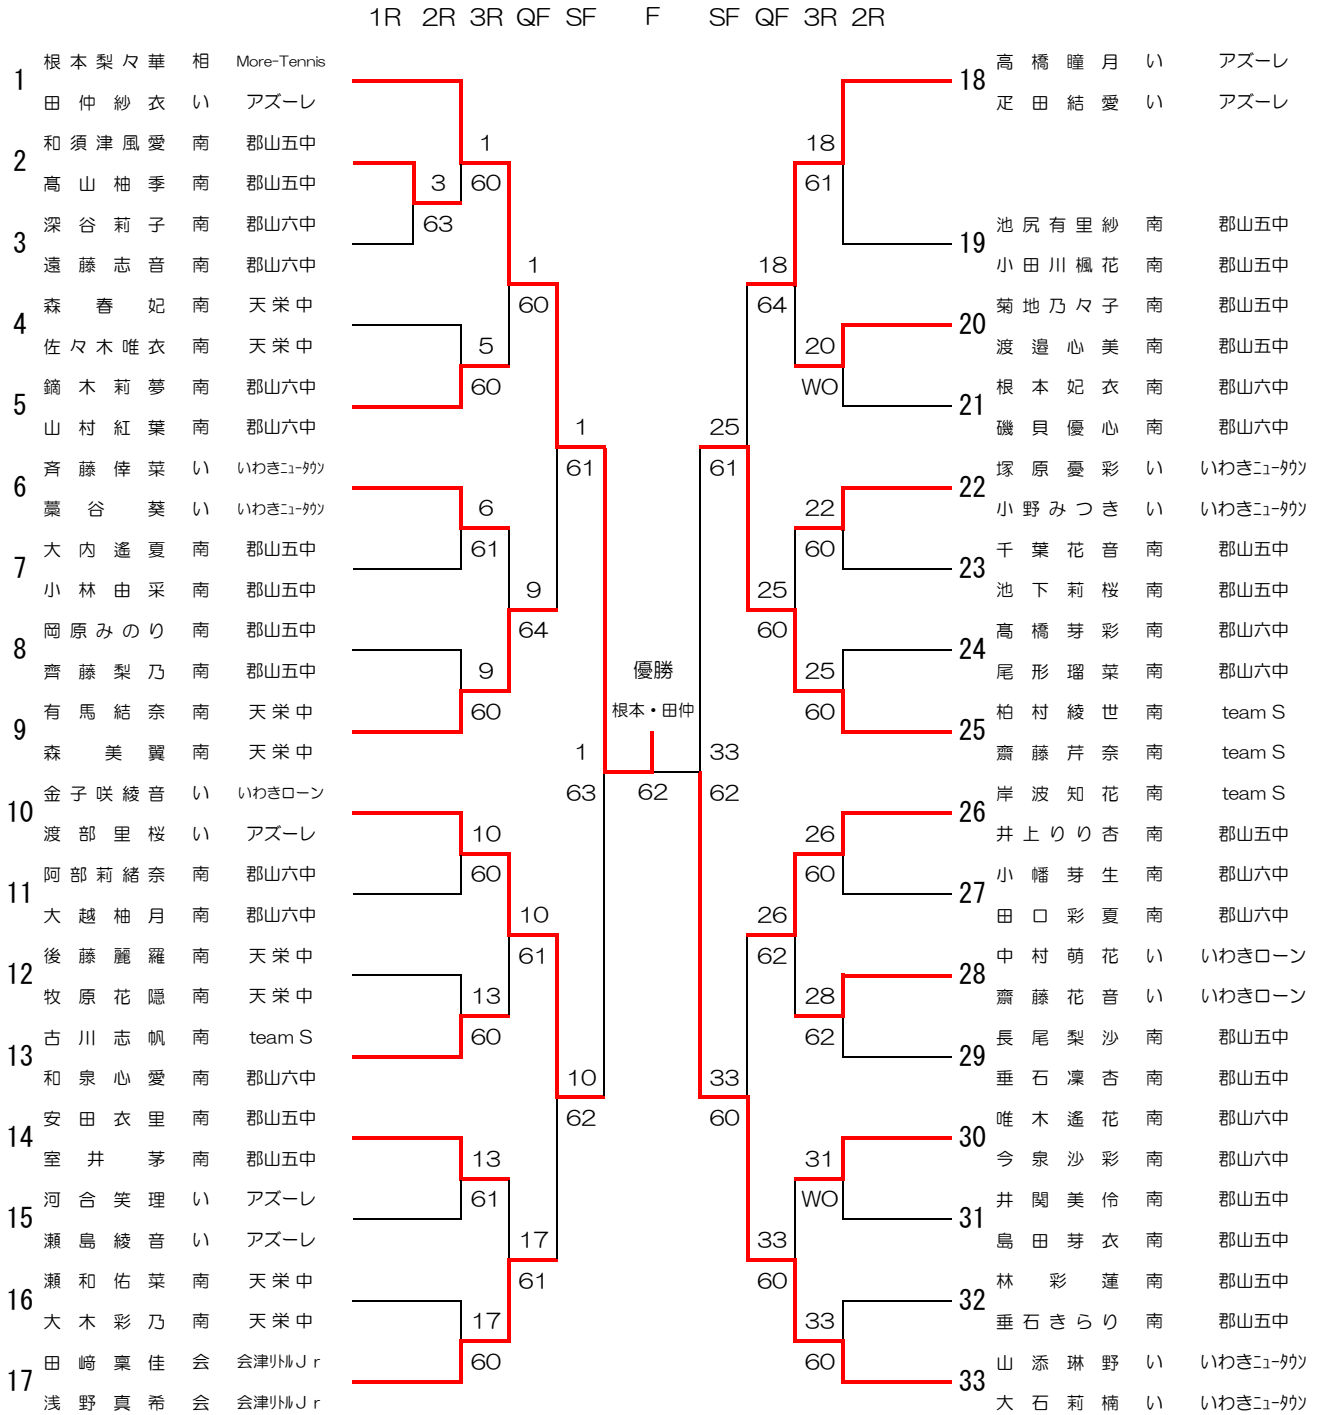 1R 2R 3R QF SF F SF QF 3R 2R
1 根本梨々華 相 More-Tennis
田仲紗衣 い アズーレ
2 和須津風愛 南 郡山五中
髙山柚季 南 郡山五中
3 深谷莉子 南 郡山六中
遠藤志音 南 郡山六中
4 森春妃 南 天栄中
佐々木唯衣 南 天栄中
5 鏑木莉夢 南 郡山六中
山村紅葉 南 郡山六中
6 斉藤倖菜 い いわきニュータウン
藁谷葵 い いわきニュータウン
7 大内遙夏 南 郡山五中
小林由采 南 郡山五中
8 岡原みのり 南 郡山五中
齊藤梨乃 南 郡山五中
9 有馬結奈 南 天栄中
森美翼 南 天栄中
10 金子咲綾音 い いわきローン
渡部里桜 い アズーレ
11 阿部莉緒奈 南 郡山六中
大越柚月 南 郡山六中
12 後藤麗羅 南 天栄中
牧原花隠 南 天栄中
13 古川志帆 南 team S
和泉心愛 南 郡山六中
14 安田衣里 南 郡山五中
室井茅 南 郡山五中
15 河合笑理 い アズーレ
瀬島綾音 い アズーレ
16 瀬和佑菜 南 天栄中
大木彩乃 南 天栄中
17 田﨑稟佳 会 会津リトルJr
浅野真希 会 会津リトルJr
3
63
1
60
5
60
6
61
9
60
10
60
13
60
13
61
17
60
1
60
9
64
10
61
17
61
1
61
10
62
1
63
優勝
根本・田仲
62
33
62
25
61
33
60
18
64
25
60
26
62
33
60
18
61
20
WO
22
60
25
60
26
60
28
62
31
WO
33
60
18 高橋瞳月 い アズーレ
疋田結愛 い アズーレ
19 池尻有里紗 南 郡山五中
小田川楓花 南 郡山五中
20 菊地乃々子 南 郡山五中
渡邉心美 南 郡山五中
21 根本妃衣 南 郡山六中
磯貝優心 南 郡山六中
22 塚原憂彩 い いわきニュータウン
小野みつき い いわきニュータウン
23 千葉花音 南 郡山五中
池下莉桜 南 郡山五中
24 髙橋芽彩 南 郡山六中
尾形瑠菜 南 郡山六中
25 柏村綾世 南 team S
齋藤芹奈 南 team S
26 岸波知花 南 team S
井上りり杏 南 郡山五中
27 小幡芽生 南 郡山六中
田口彩夏 南 郡山六中
28 中村萌花 い いわきローン
齋藤花音 い いわきローン
29 長尾梨沙 南 郡山五中
垂石凜杏 南 郡山五中
30 唯木遙花 南 郡山六中
今泉沙彩 南 郡山六中
31 井関美伶 南 郡山五中
島田芽衣 南 郡山五中
32 林彩蓮 南 郡山五中
垂石きらり 南 郡山五中
33 山添琳野 い いわきニュータウン
大石莉楠 い いわきニュータウン